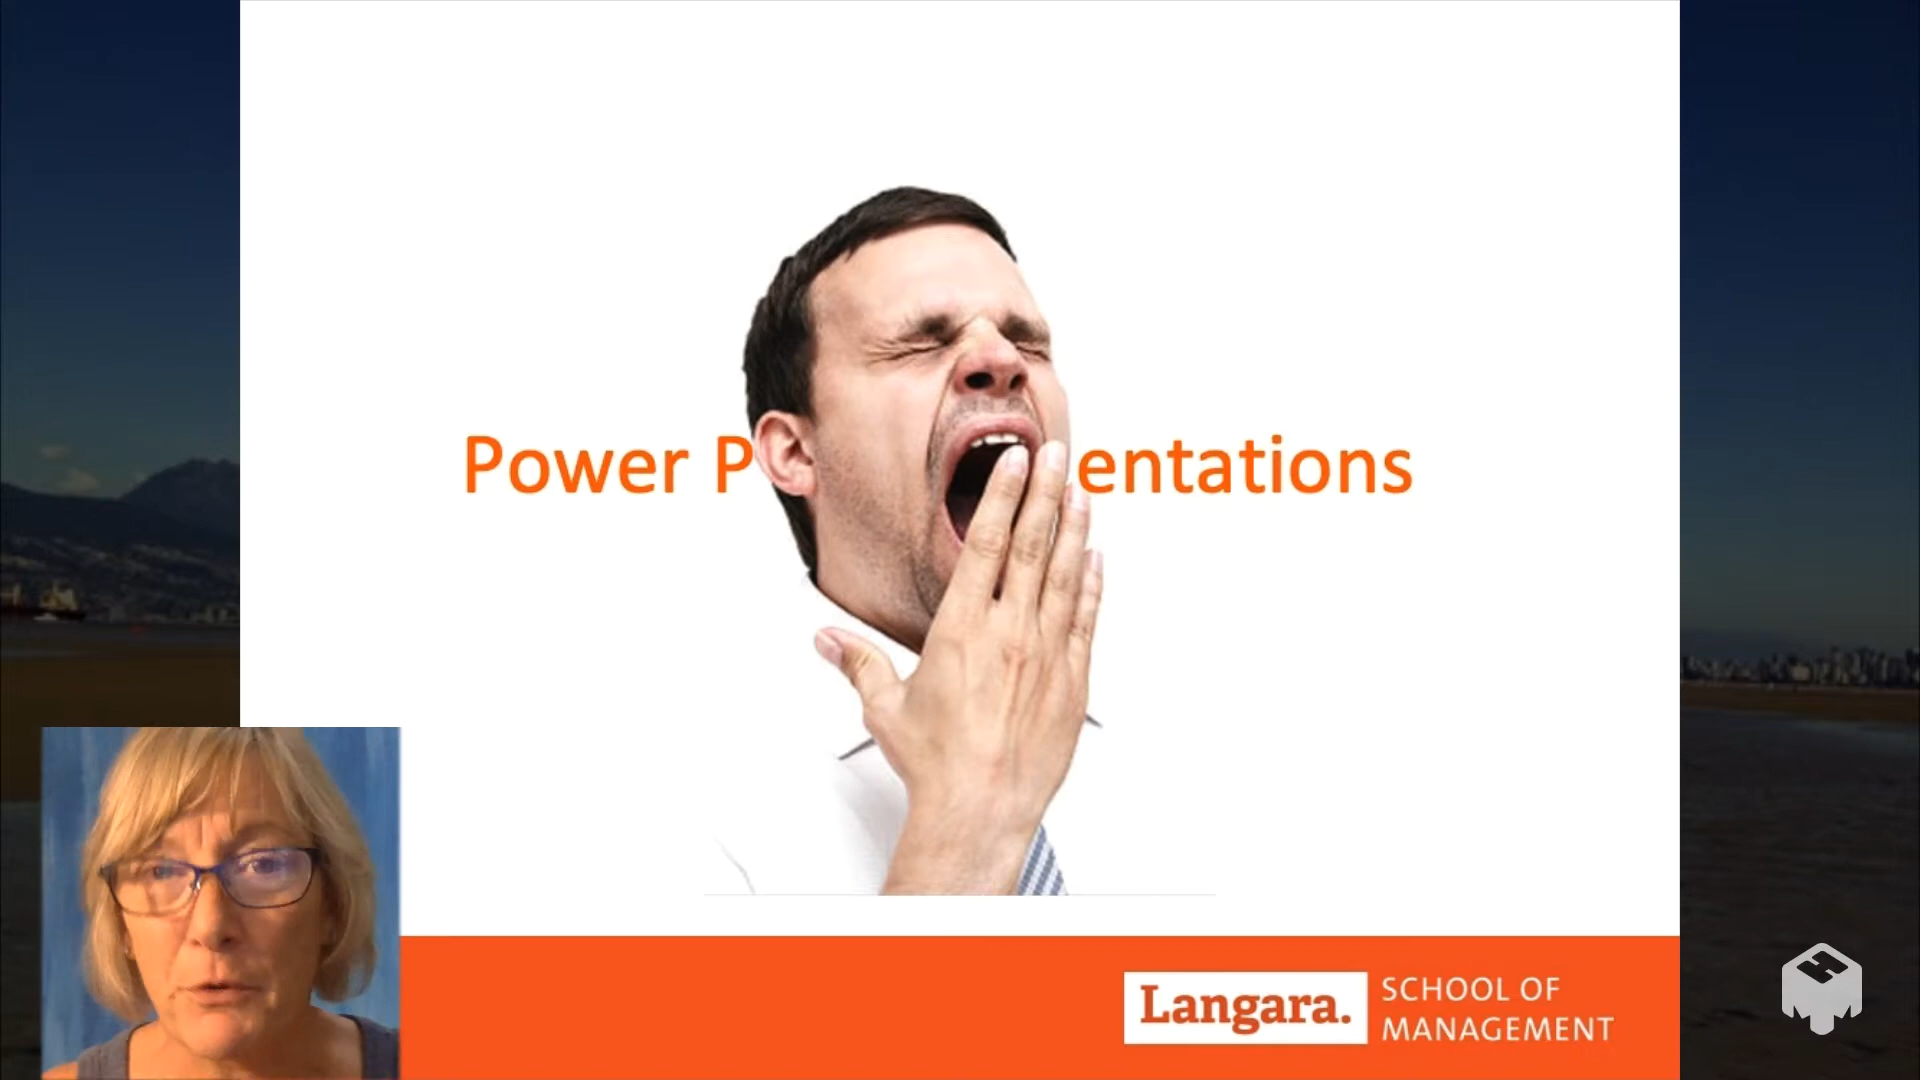 Power P entations
Langara.
SCHOOL OF
MANAGEMENT